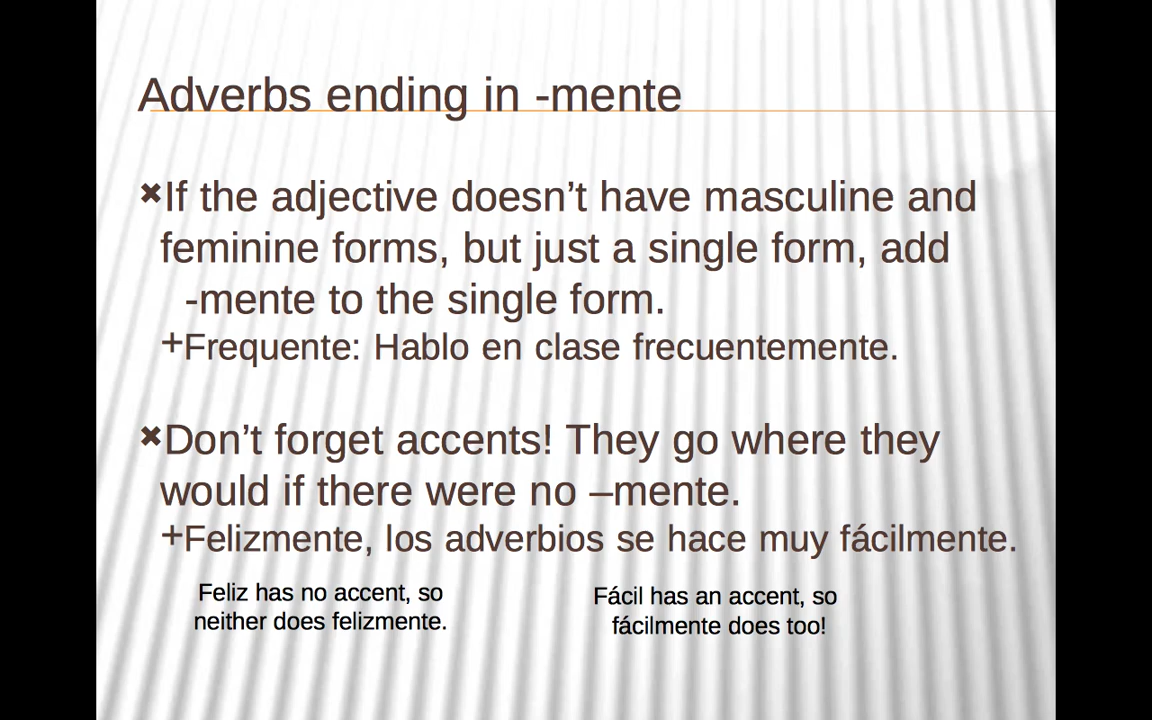 Adverbs ending in -mente
✖If the adjective doesn’t have masculine and
feminine forms, but just a single form, add
-mente to the single form.
+Frequente: Hablo en clase frecuentemente.
✖Don’t forget accents! They go where they
would if there were no –mente.
+Felizmente, los adverbios se hace muy fácilmente.
Feliz has no accent, so
neither does felizmente.
Fácil has an accent, so
fácilmente does too!